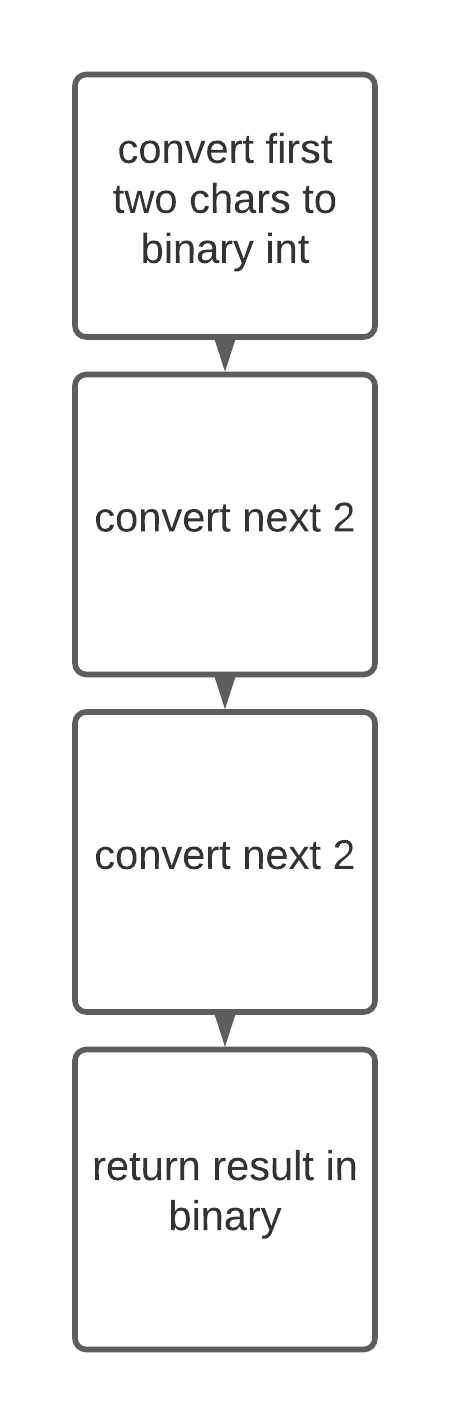 convert first
two chars to
binary int
convert next 2
convert next 2
return result in
binary